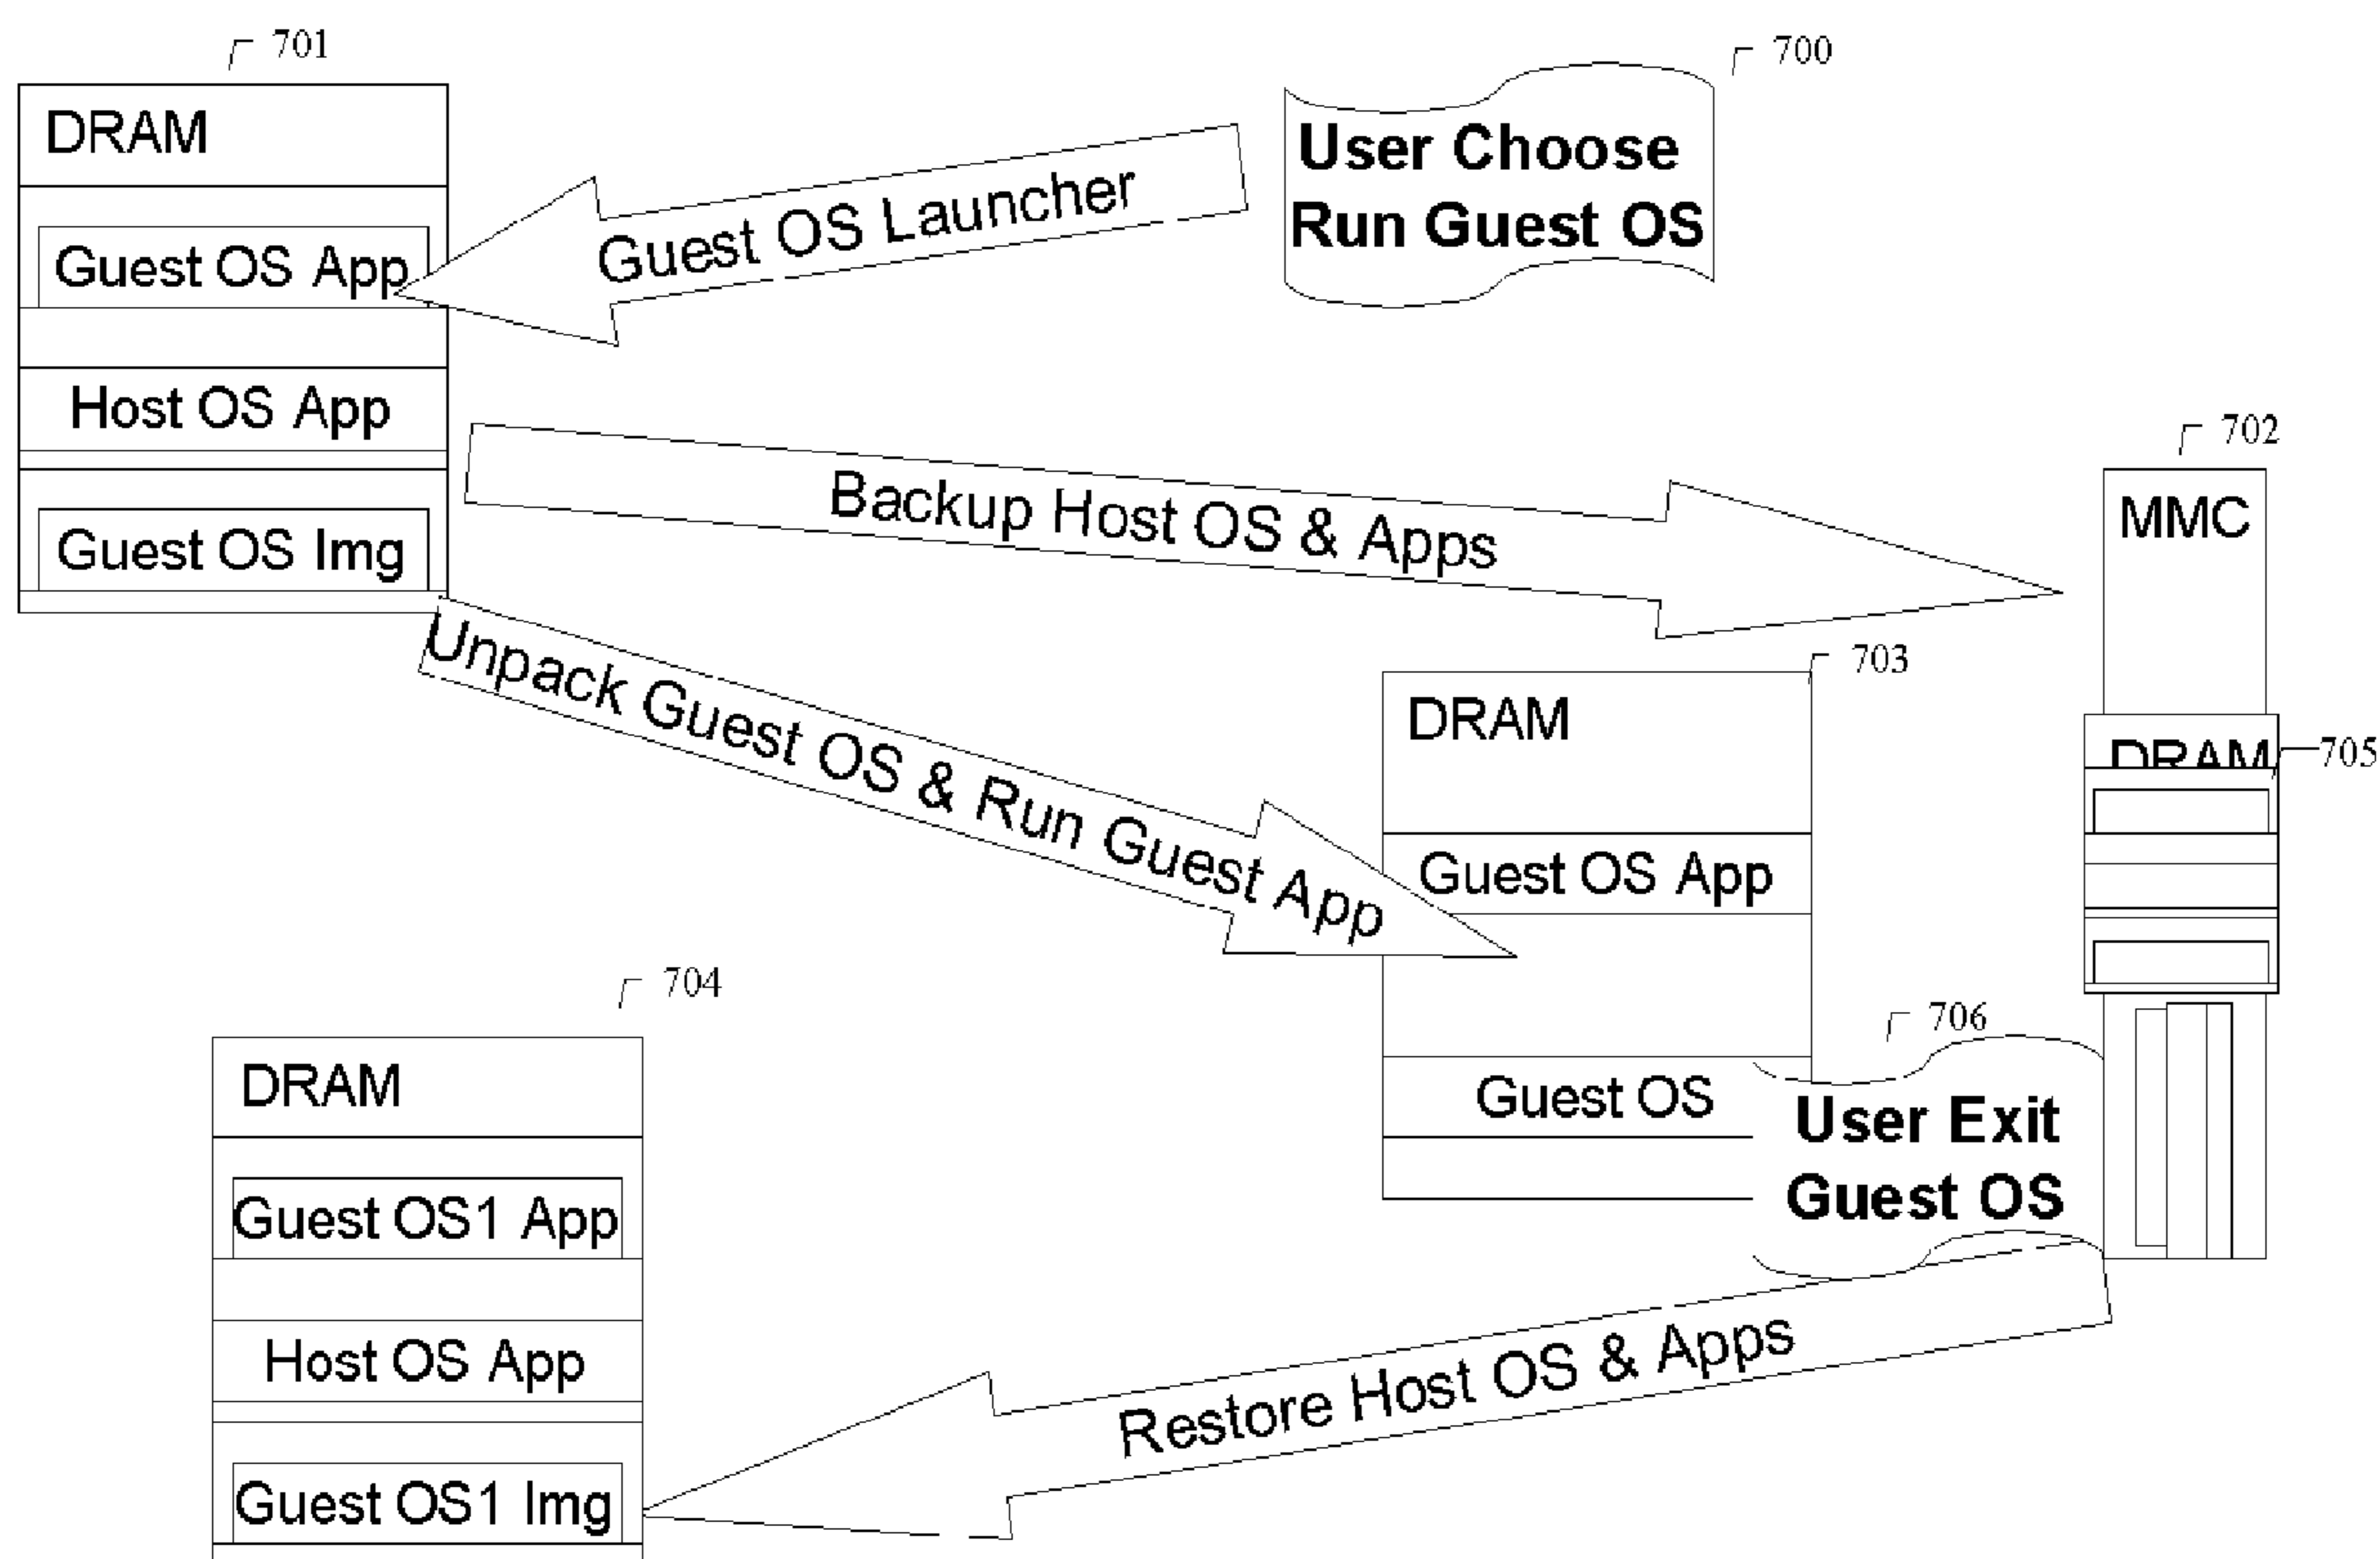 701
700
DRAM
User Choose
Run Guest OS
Guest OS Launcher
Guest OS App
Host OS App
702
Backup Host OS & Apps
MMC
Guest OS Img
Unpack Guest OS & Run Guest App
703
DRAM
DRAM
705
Guest OS App
704
706
DRAM
Guest OS
User Exit
Guest OS
Guest OS1 App
Host OS App
Restore Host OS & Apps
Guest OS1 Img